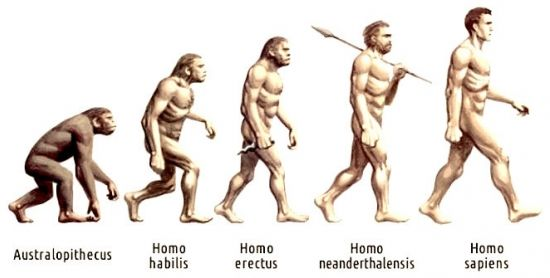 Australopithecus
Homo
habilis
Homo
erectus
Homo
neanderthalensis
Homo
sapiens